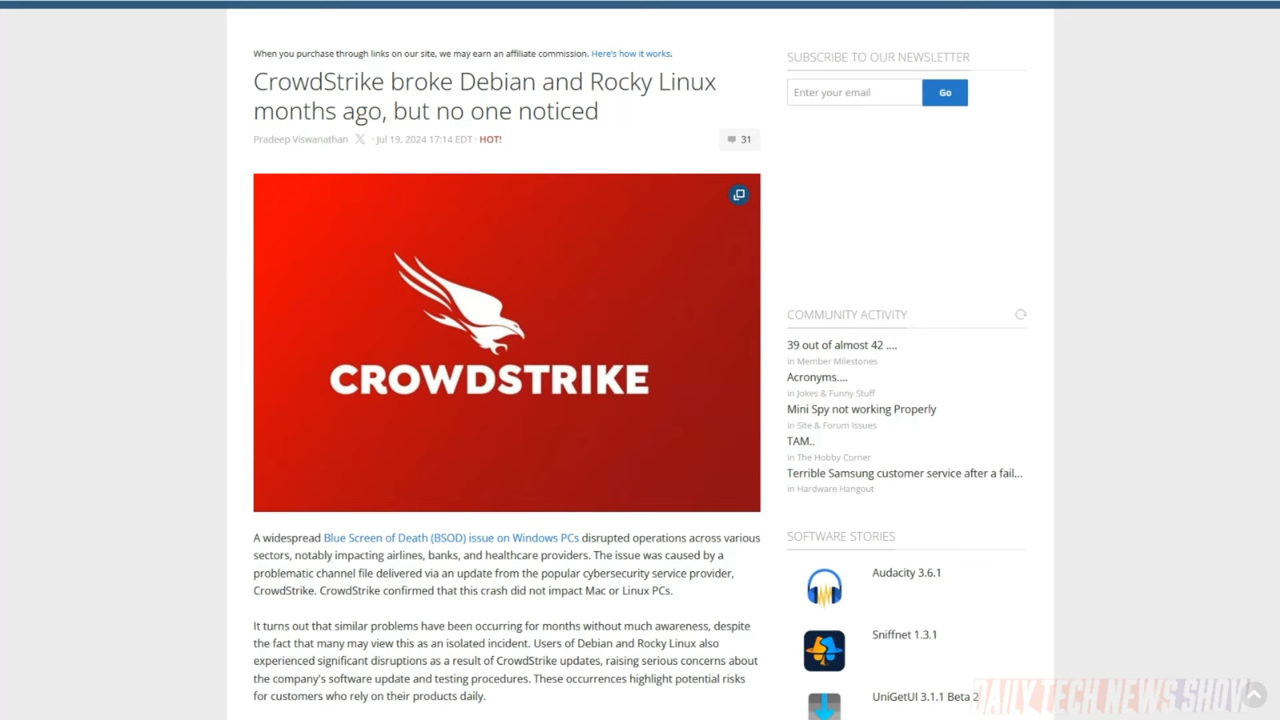 When you purchase through links on our site, we may earn an affiliate commission. Here's how it works.
CrowdStrike broke Debian and Rocky Linux
months ago, but no one noticed
Pradeep Viswanathan X · Jul 19, 2024 17:14 EDT · HOT!
31
CROWDSTRIKE
A widespread Blue Screen of Death (BSOD) issue on Windows PCs disrupted operations across various
sectors, notably impacting airlines, banks, and healthcare providers. The issue was caused by a
problematic channel file delivered via an update from the popular cybersecurity service provider,
CrowdStrike. CrowdStrike confirmed that this crash did not impact Mac or Linux PCs.
It turns out that similar problems have been occurring for months without much awareness, despite
the fact that many may view this as an isolated incident. Users of Debian and Rocky Linux also
experienced significant disruptions as a result of CrowdStrike updates, raising serious concerns about
the company's software update and testing procedures. These occurrences highlight potential risks
for customers who rely on their products daily.
SUBSCRIBE TO OUR NEWSLETTER
Enter your email
Go
COMMUNITY ACTIVITY
39 out of almost 42 ....
in Member Milestones
Acronyms....
in Jokes & Funny Stuff
Mini Spy not working Properly
in Site & Forum Issues
TAM..
in The Hobby Corner
Terrible Samsung customer service after a fail...
in Hardware Hangout
SOFTWARE STORIES
Audacity 3.6.1
Sniffnet 1.3.1
UniGetUI 3.1.1 Beta 2
DAILY TECH NEWS SHOW